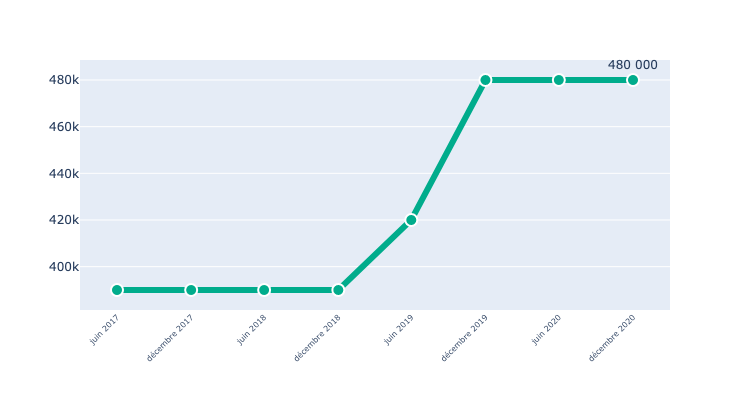 480 000
480k
460k
440k
420k
400k
juin 2017
décembre 2017
juin 2018
décembre 2018
juin 2019
décembre 2019
juin 2020
décembre 2020